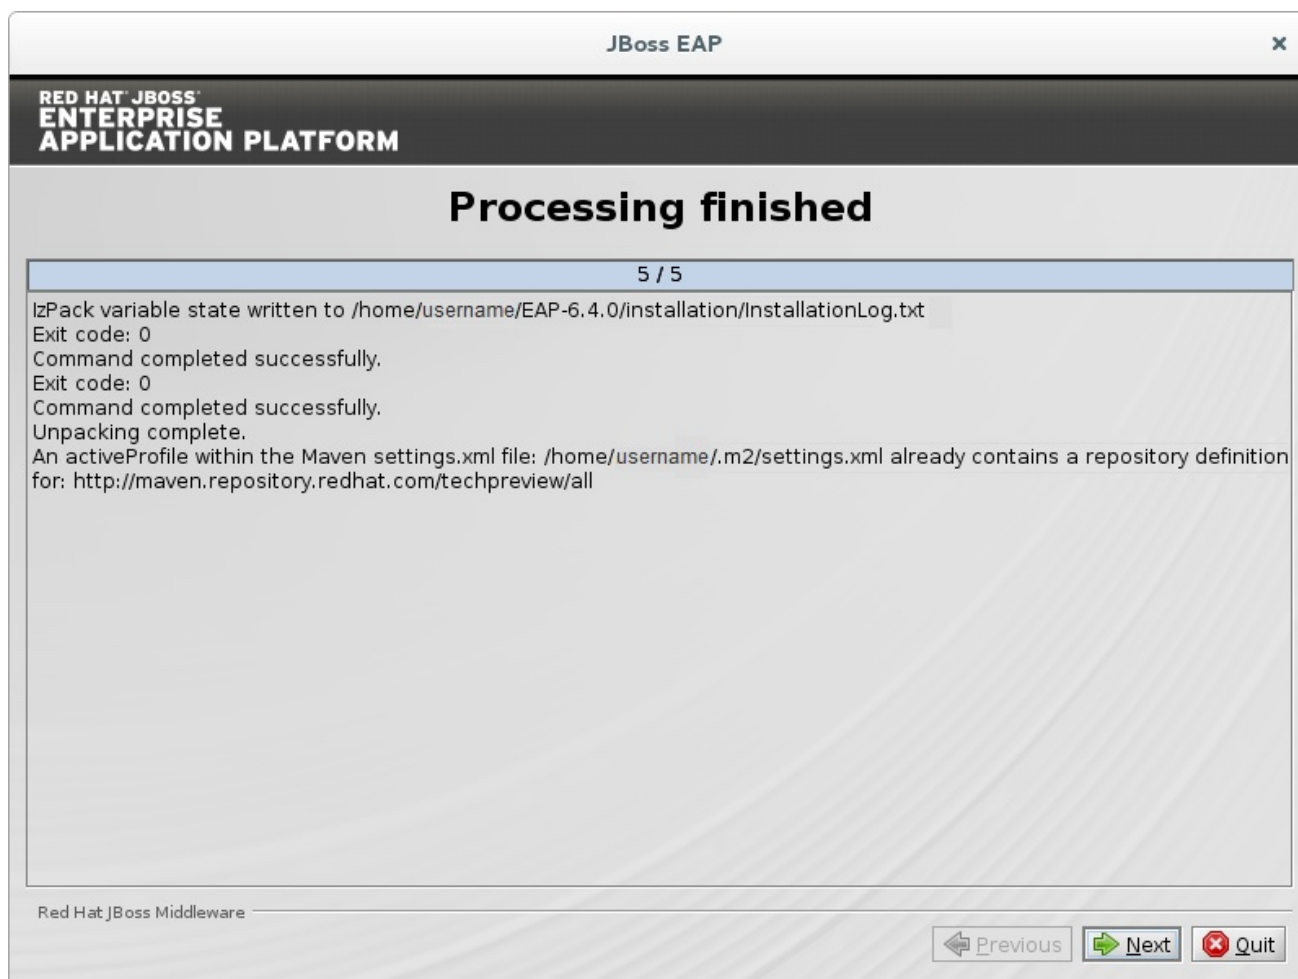 JBoss EAP
RED HAT JBOSS
ENTERPRISE
APPLICATION PLATFORM
Processing finished
5 / 5
IzPack variable state written to /home/username/EAP-6.4.0/installation/InstallationLog.txt
Exit code: 0
Command completed successfully.
Exit code: 0
Command completed successfully.
Unpacking complete.
An activeProfile within the Maven settings.xml file: /home/username/.m2/settings.xml already contains a repository definition
for: http://maven.repository.redhat.com/techpreview/all
Red Hat JBoss Middleware
Previous Next Quit